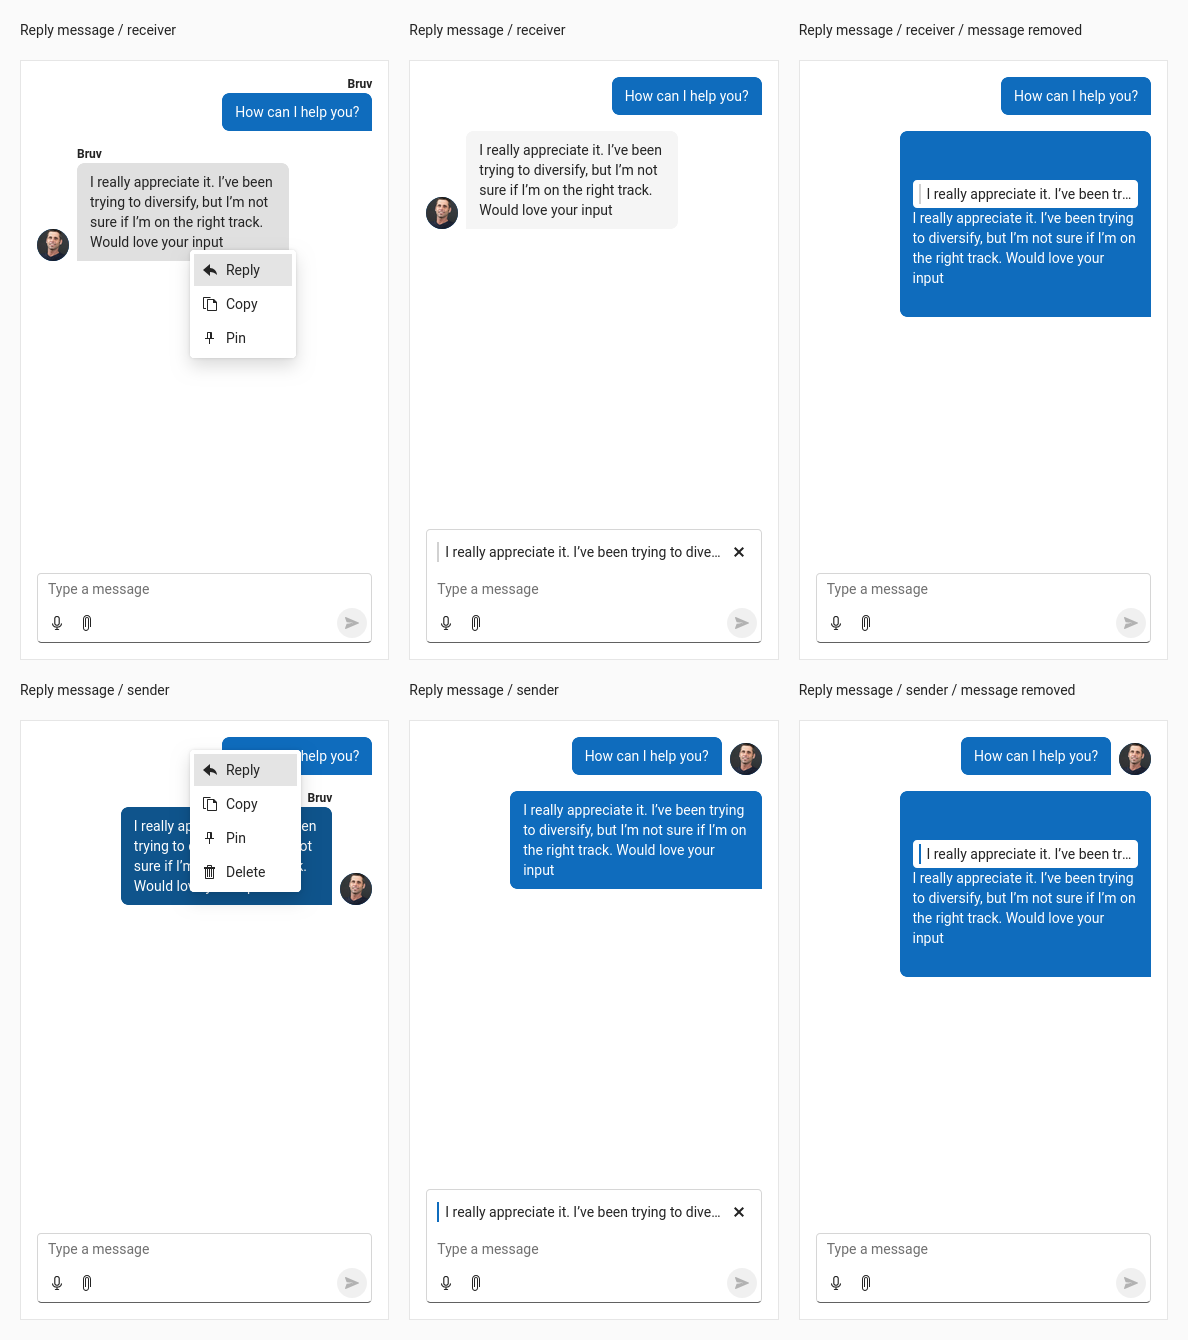 Reply message / receiver
Bruv
How can I help you?
Bruv
I really appreciate it. I've been
trying to diversify, but I'm not
sure if I'm on the right track.
Would love your input
Reply
Copy
Pin
Type a message
Reply message / receiver
How can I help you?
I really appreciate it. I've been
trying to diversify, but I'm not
sure if I'm on the right track.
Would love your input
I really appreciate it. I've been trying to dive...
Type a message
Reply message / receiver / message removed
How can I help you?
I really appreciate it. I've been tr...
I really appreciate it. I've been trying
to diversify, but I'm not sure if I'm on
the right track. Would love your
input
Type a message
Reply message / sender
help you?
Reply
Copy
Pin
Delete
Bruv
I really ap en
trying to ot
sure if I'm k.
Would lov
Type a message
Reply message / sender
How can I help you?
I really appreciate it. I've been trying
to diversify, but I'm not sure if I'm on
the right track. Would love your
input
I really appreciate it. I've been trying to dive...
Type a message
Reply message / sender / message removed
How can I help you?
I really appreciate it. I've been tr...
I really appreciate it. I've been trying
to diversify, but I'm not sure if I'm on
the right track. Would love your
input
Type a message